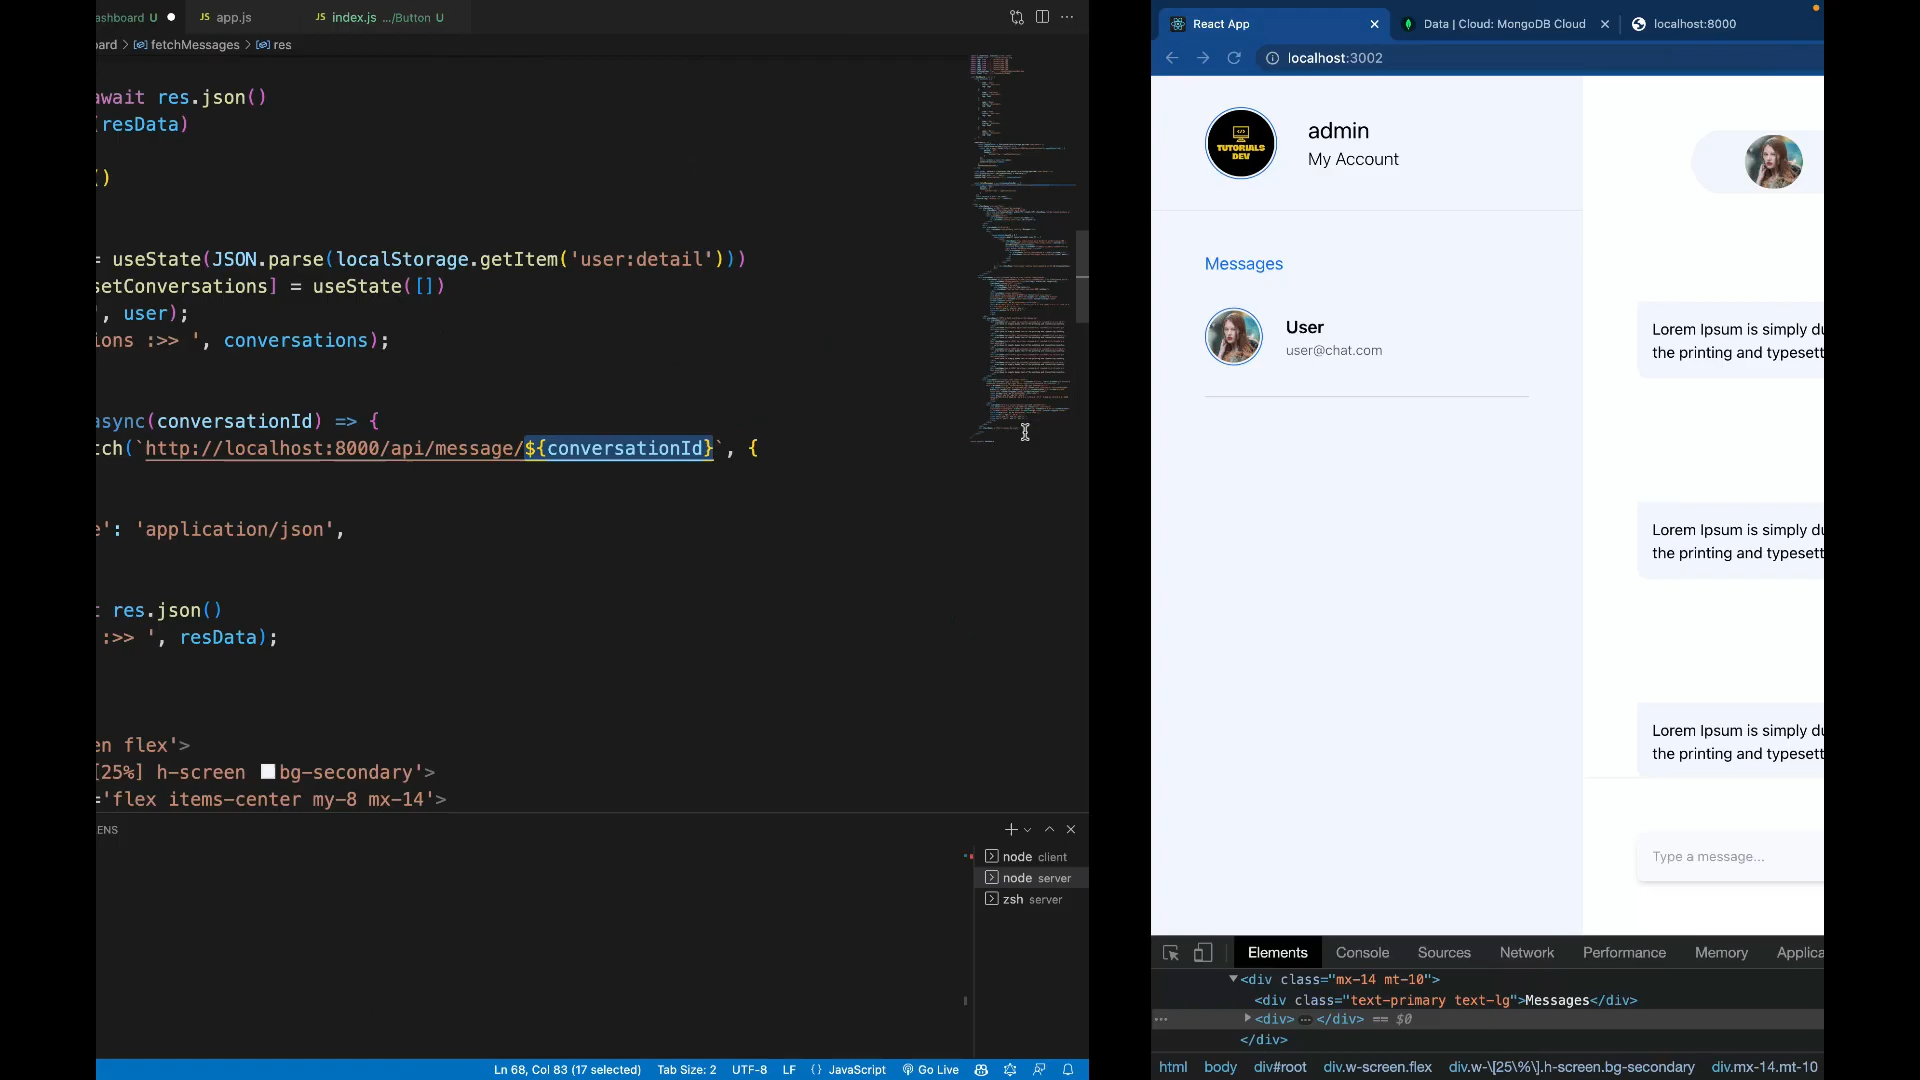 ashboard U ● JS app.js JS index.js .../Button U
ard > fetchMessages > res
await res.json()
(resData)
()
= useState(JSON.parse(localStorage.getItem('user:detail')))
setConversations] = useState([])
', user);
ions :>> ', conversations);
async(conversationId) => {
tch(`http://localhost:8000/api/message/${conversationId}`, {
e': 'application/json',
t res.json()
:>> ', resData);
en flex'>
[25%] h-screen bg-secondary'>
='flex items-center my-8 mx-14'>
ENS
node client
node server
zsh server
Ln 68, Col 83 (17 selected) Tab Size: 2 UTF-8 LF {} JavaScript Go Live
React App Data | Cloud: MongoDB Cloud localhost:8000
localhost:3002
TUTORIALS
DEV
admin
My Account
Messages
User
user@chat.com
Lorem Ipsum is simply du
the printing and typesett
Lorem Ipsum is simply du
the printing and typesett
Lorem Ipsum is simply du
the printing and typesett
Type a message...
Elements Console Sources Network Performance Memory Applica
<div class="mx-14 mt-10">
<div class="text-primary text-lg">Messages</div>
<div> ... </div> == $0
</div>
html body div#root div.w-screen.flex div.w-\[25\%\].h-screen.bg-secondary div.mx-14.mt-10